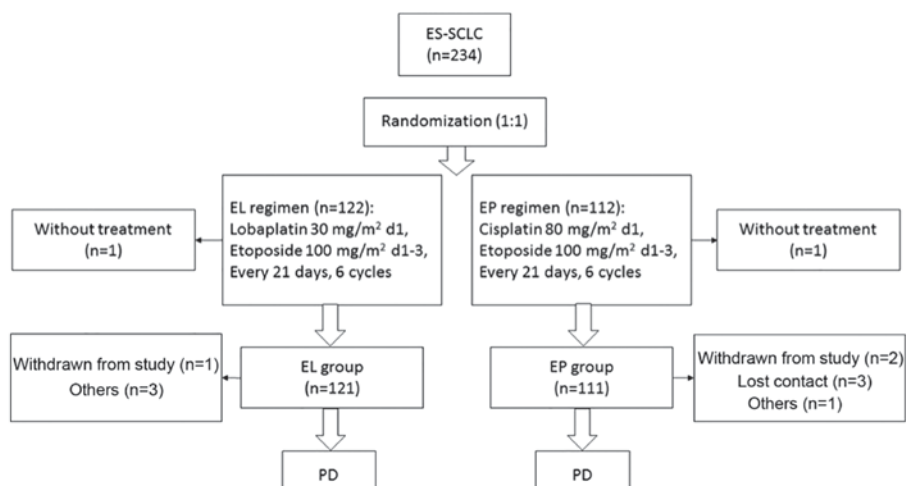 ES-SCLC
(n=234)
Randomization (1:1)
EL regimen (n=122):
Lobaplatin 30 mg/m² d1,
Etoposide 100 mg/m² d1-3,
Every 21 days, 6 cycles
EP regimen (n=112):
Cisplatin 80 mg/m² d1,
Etoposide 100 mg/m² d1-3,
Every 21 days, 6 cycles
Without treatment
(n=1)
Without treatment
(n=1)
Withdrawn from study (n=1)
Others (n=3)
EL group
(n=121)
EP group
(n=111)
Withdrawn from study (n=2)
Lost contact (n=3)
Others (n=1)
PD
PD